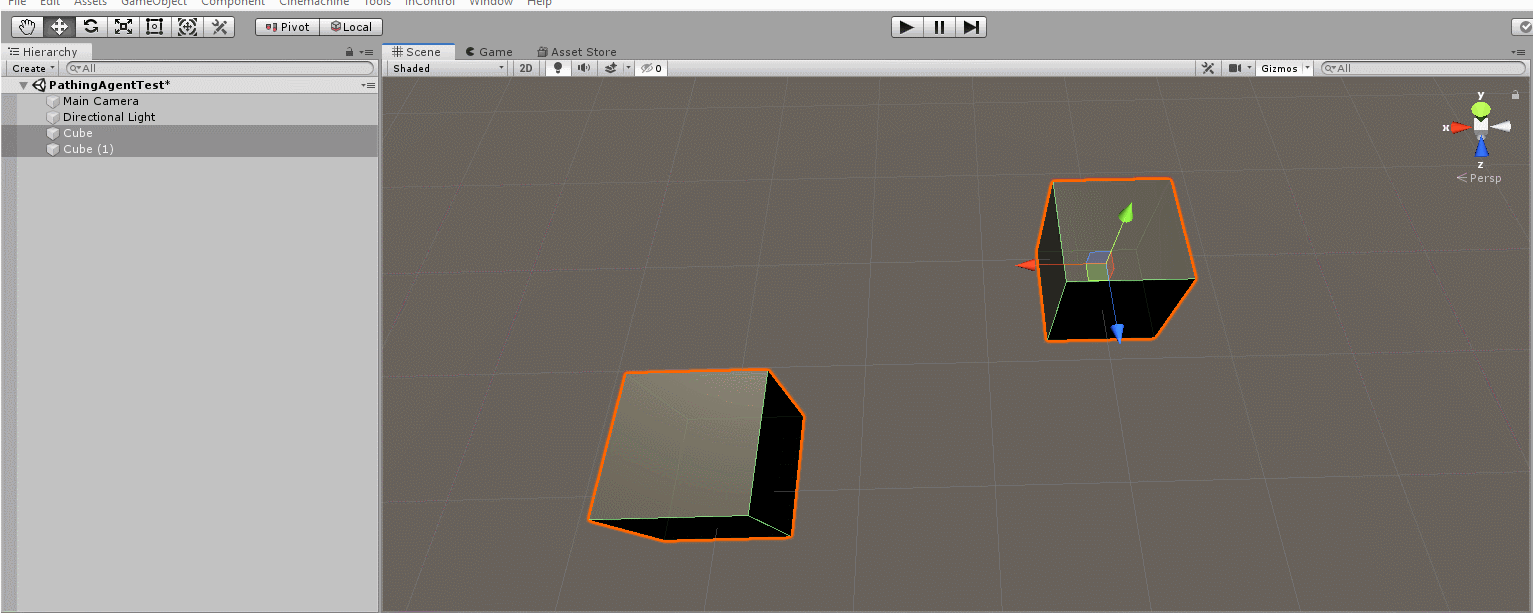 File Edit Assets GameObject Component Cinemachine Tools InControl Window Help
Pivot Local
Hierarchy Scene Game Asset Store
Create All Shaded 2D 0 Gizmos All
PathingAgentTest*
Main Camera
Directional Light
Cube
Cube (1)
y
x
z
Persp